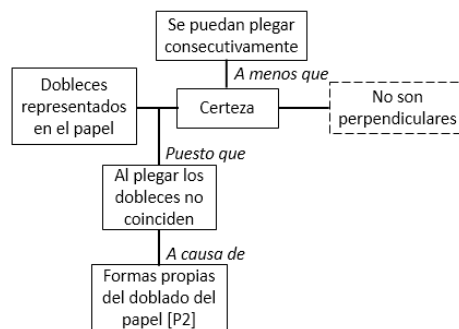 Se puedan plegar
consecutivamente
A menos que
Dobleces
representados
en el papel
Certeza
No son
perpendiculares
Puesto que
Al plegar los
dobleces no
coinciden
A causa de
Formas propias
del doblado del
papel [P2]